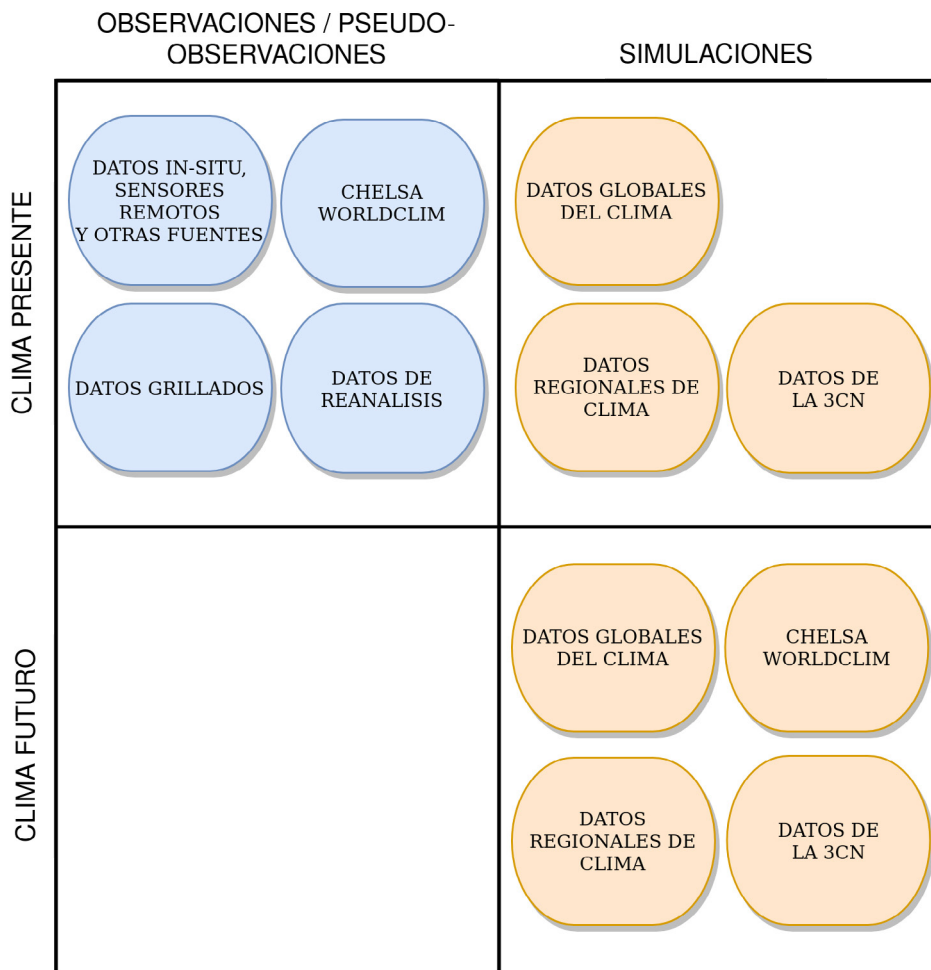 OBSERVACIONES / PSEUDO-
OBSERVACIONES
SIMULACIONES
CLIMA PRESENTE
DATOS IN-SITU,
SENSORES
REMOTOS
Y OTRAS FUENTES
CHELSA
WORLDCLIM
DATOS GLOBALES
DEL CLIMA
DATOS GRILLADOS
DATOS DE
REANALISIS
DATOS
REGIONALES DE
CLIMA
DATOS DE
LA 3CN
CLIMA FUTURO
DATOS GLOBALES
DEL CLIMA
CHELSA
WORLDCLIM
DATOS
REGIONALES DE
CLIMA
DATOS DE
LA 3CN